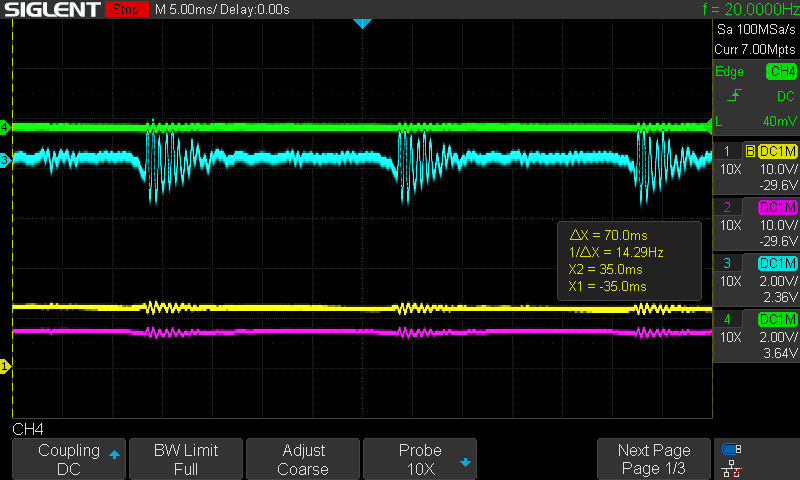 SIGLENT Stop M 5.00ms/ Delay:0.00s f = 20.0000Hz
Sa 100MSa/s
Curr 7.00Mpts
Edge CH4
DC
L 40mV
1 B DC1M
10X 10.0V/
-29.6V
2 DC1M
10X 10.0V/
-29.6V
3 DC1M
10X 2.00V/
2.36V
4 DC1M
10X 2.00V/
3.64V
4
3
1
△X = 70.0ms
1/△X = 14.29Hz
X2 = 35.0ms
X1 = -35.0ms
CH4
Coupling
DC
BW Limit
Full
Adjust
Coarse
Probe
10X
Next Page
Page 1/3